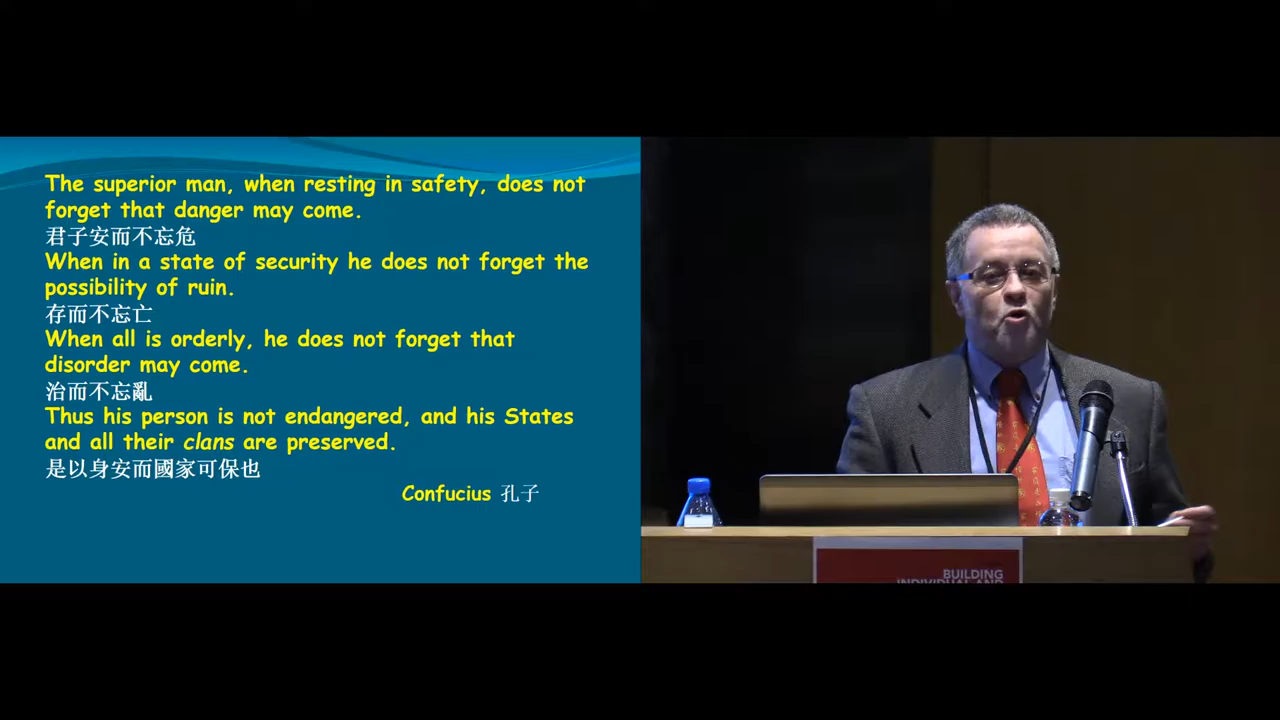 The superior man, when resting in safety, does not
forget that danger may come.
君子安而不忘危
When in a state of security he does not forget the
possibility of ruin.
存而不忘亡
When all is orderly, he does not forget that
disorder may come.
治而不忘亂
Thus his person is not endangered, and his States
and all their clans are preserved.
是以身安而國家可保也
Confucius 孔子
BUILDING
INDIVIDUAL AND